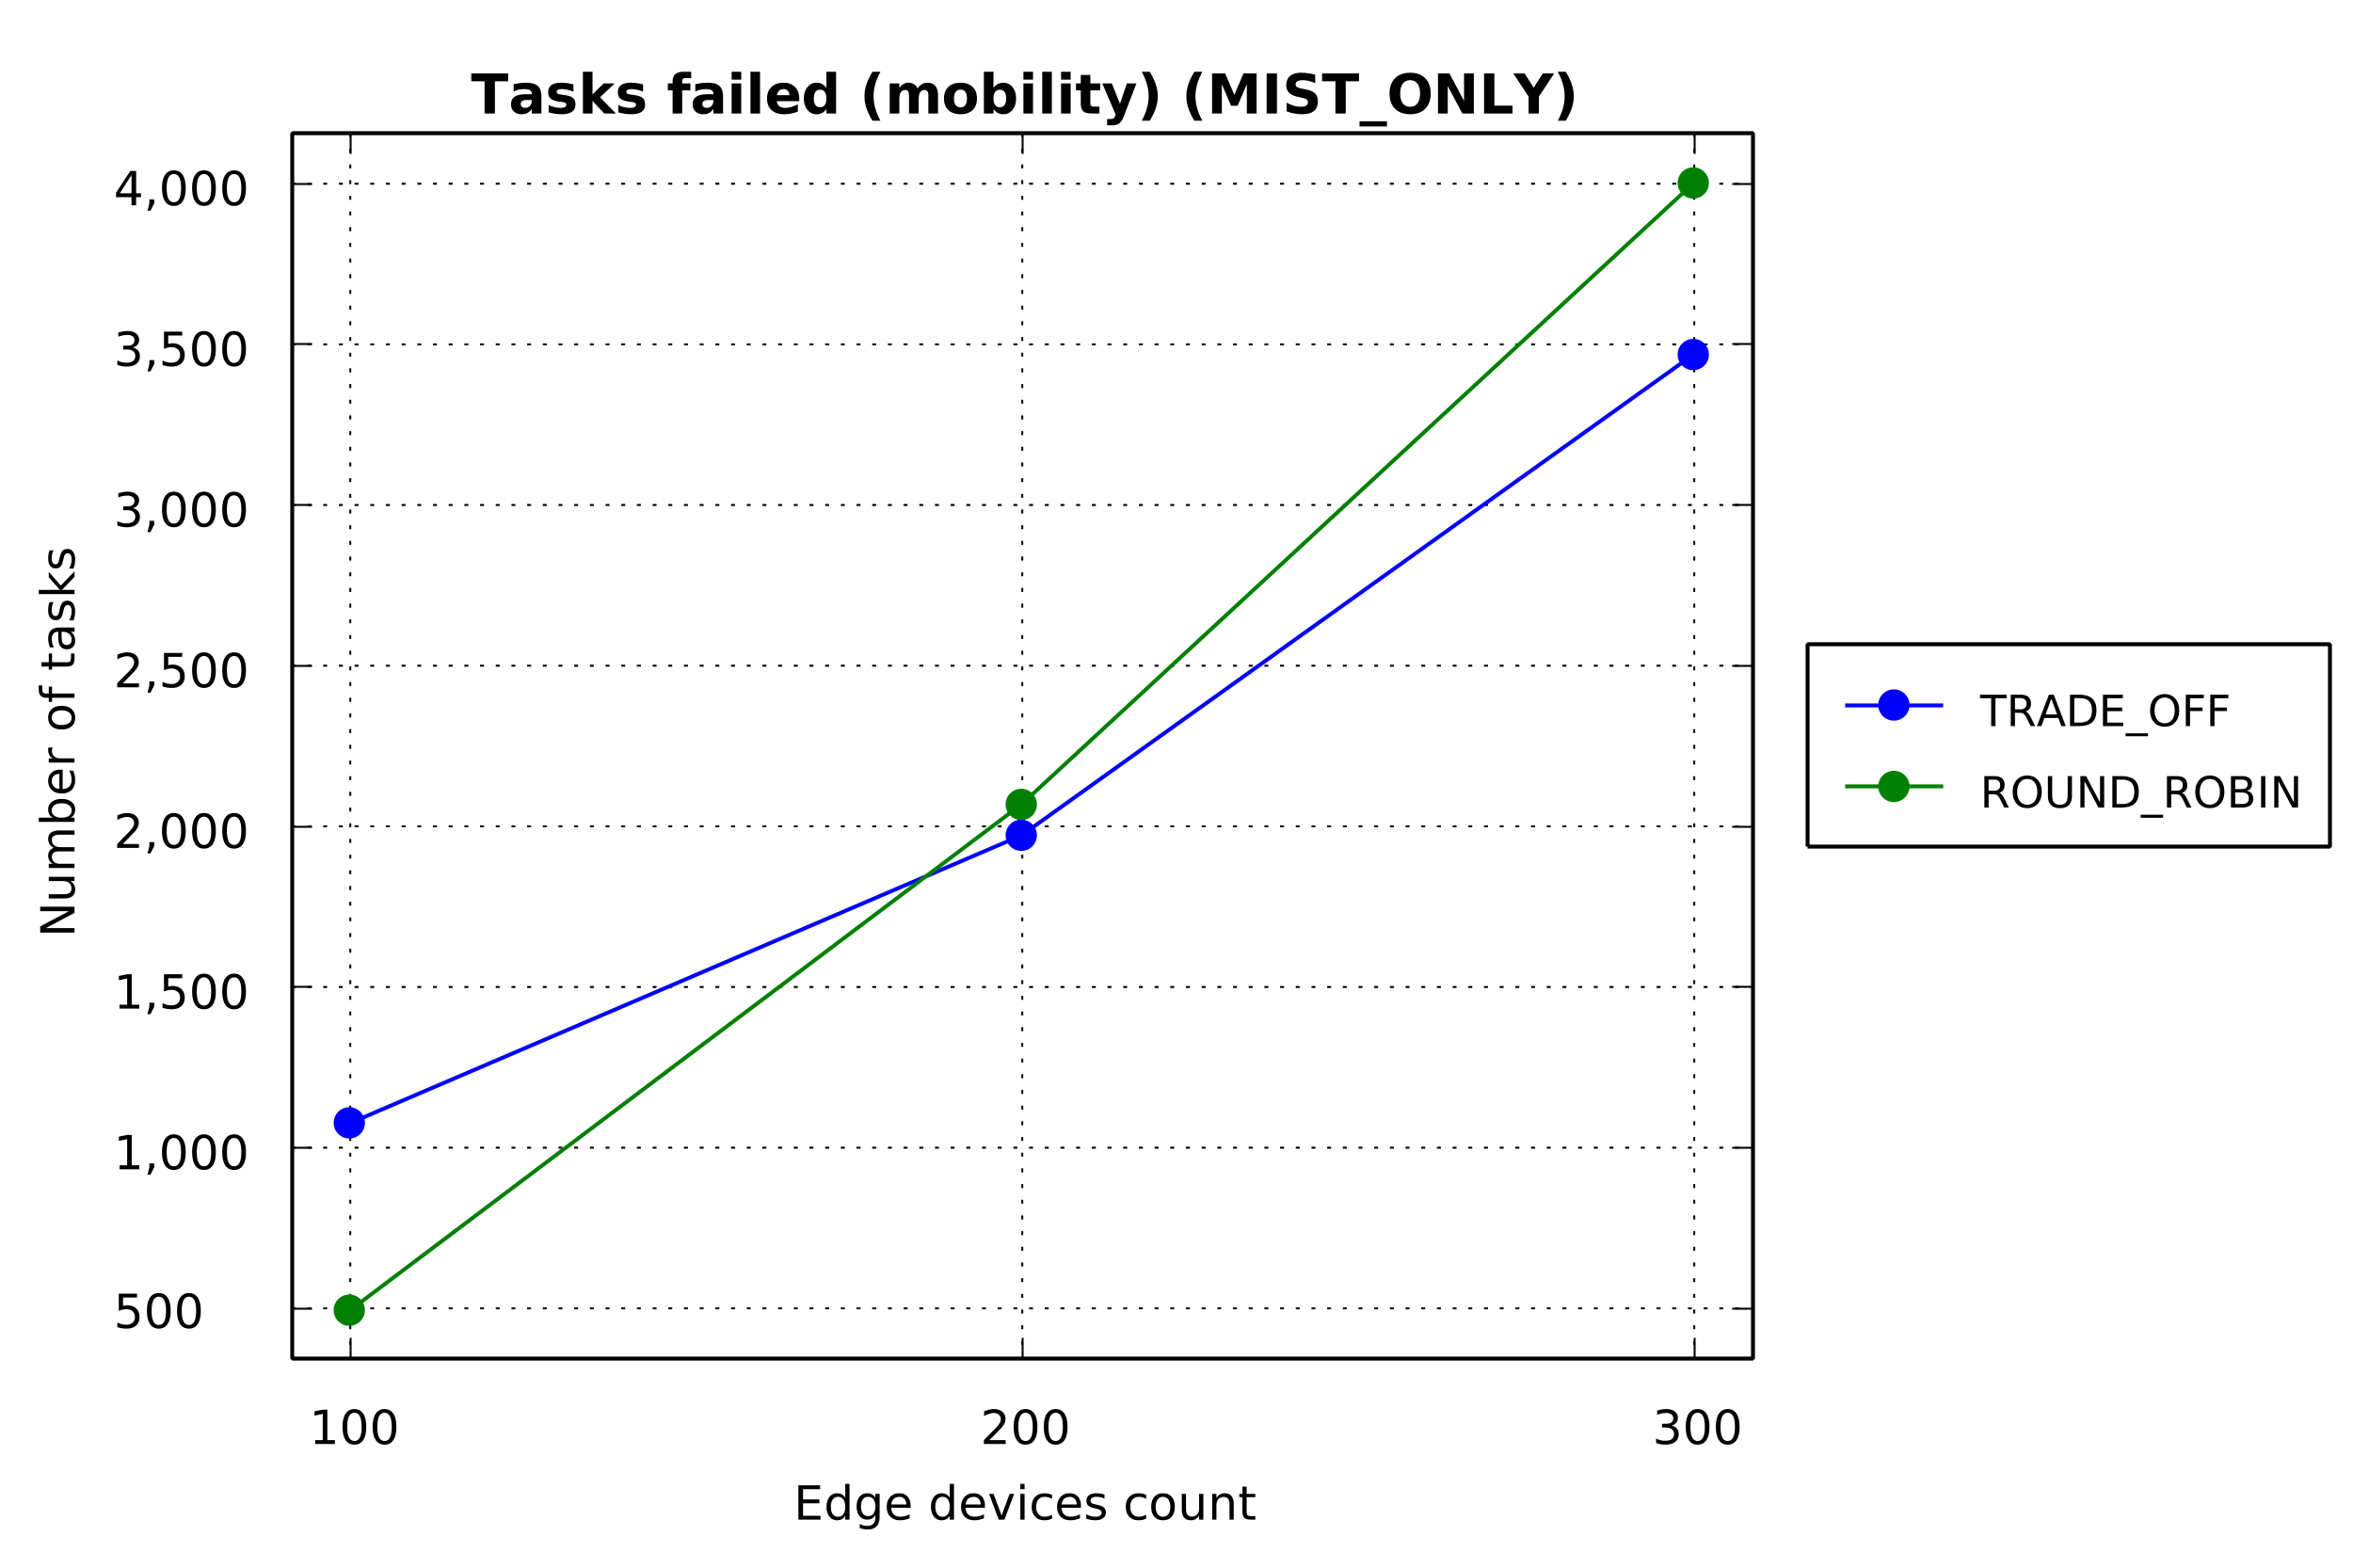 Tasks failed (mobility) (MIST_ONLY)
4,000
3,500
3,000
2,500
2,000
1,500
1,000
500
Number of tasks
100 200 300
Edge devices count
TRADE_OFF
ROUND_ROBIN